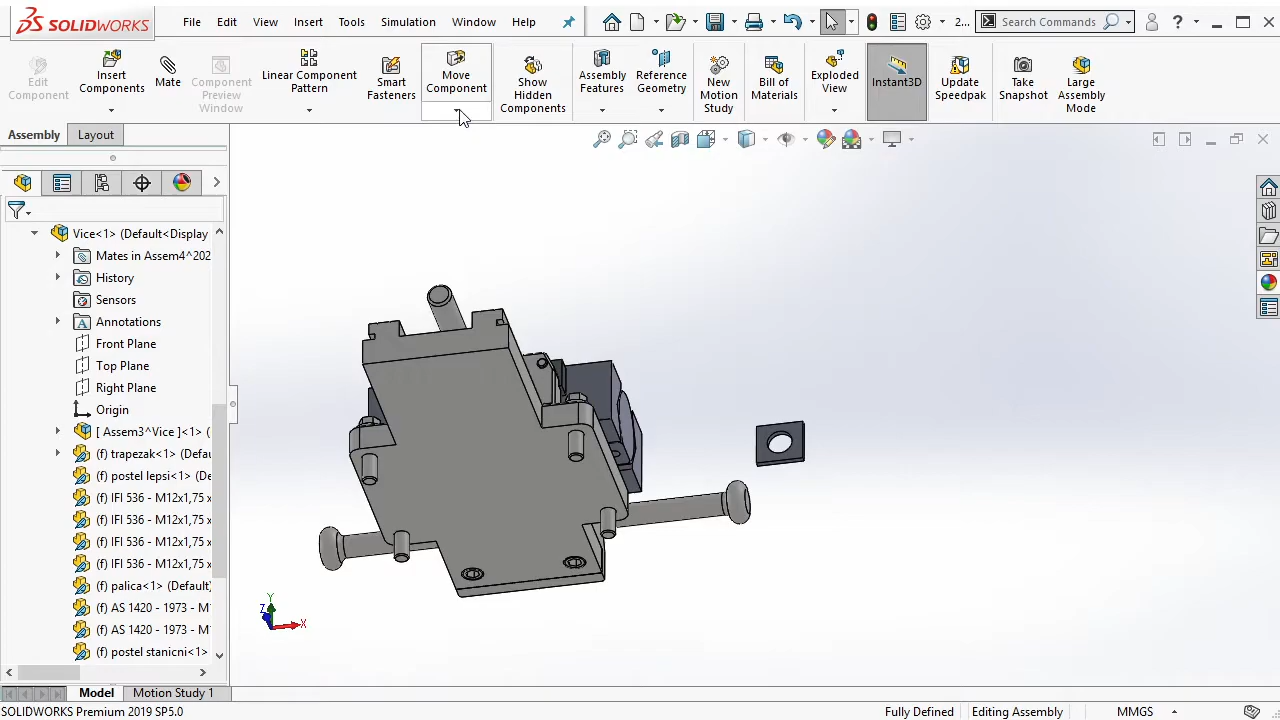 SOLIDWORKS
File Edit View Insert Tools Simulation Window Help
2... Search Commands ?
Edit Component
Insert Components
Mate
Component Preview Window
Linear Component Pattern
Smart Fasteners
Move Component
Show Hidden Components
Assembly Features
Reference Geometry
New Motion Study
Bill of Materials
Exploded View
Instant3D
Update Speedpak
Take Snapshot
Large Assembly Mode
Assembly Layout
Vice<1> (Default<Display
Mates in Assem4^202
History
Sensors
Annotations
Front Plane
Top Plane
Right Plane
Origin
[ Assem3^Vice ]<1> (
(f) trapezak<1> (Defau
(f) postel lepsi<1> (De
(f) IFI 536 - M12x1,75 x
(f) IFI 536 - M12x1,75 x
(f) IFI 536 - M12x1,75 x
(f) IFI 536 - M12x1,75 x
(f) palica<1> (Default)
(f) AS 1420 - 1973 - M1
(f) AS 1420 - 1973 - M1
(f) postel stanicni<1>
Y
Z
X
Model Motion Study 1
SOLIDWORKS Premium 2019 SP5.0 Fully Defined Editing Assembly MMGS